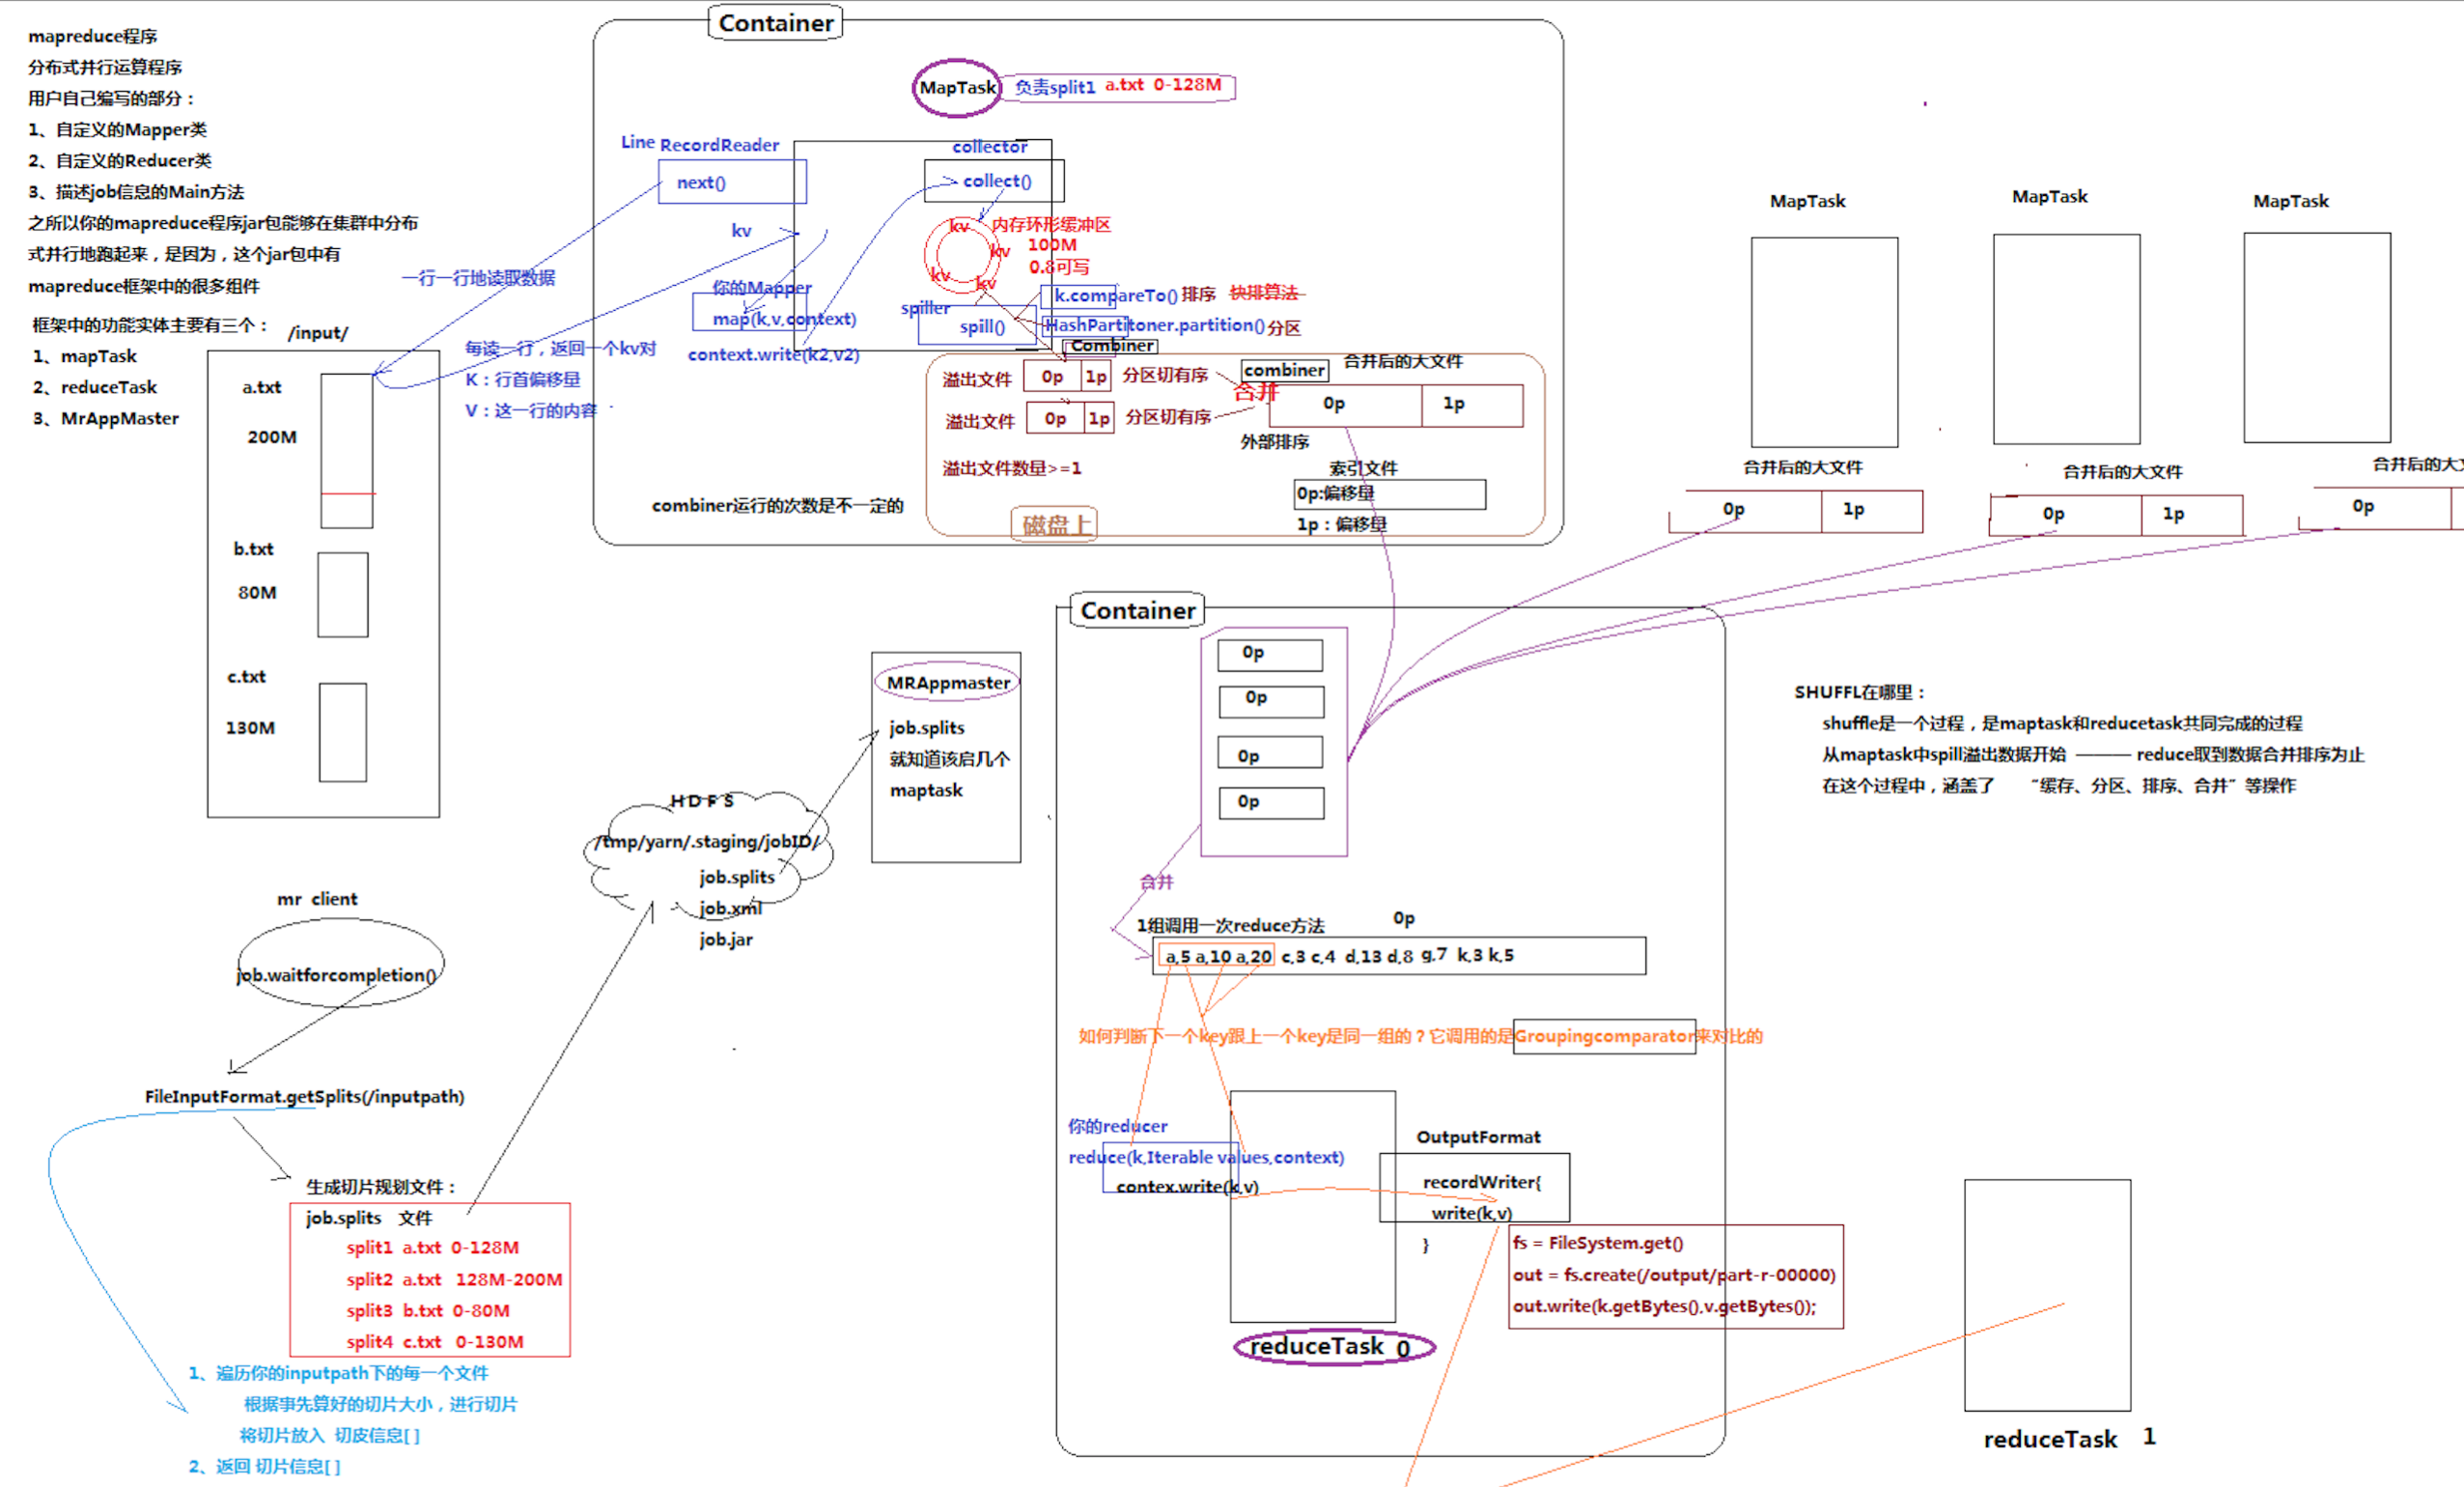 mapreduce程序
分布式并行运算程序
用户自己编写的部分：
1、自定义的Mapper类
2、自定义的Reducer类
3、描述job信息的Main方法
之所以你的mapreduce程序jar包能够在集群中分布
式并行地跑起来，是因为，这个jar包中有
mapreduce框架中的很多组件
框架中的功能实体主要有三个：
1、mapTask
2、reduceTask
3、MrAppMaster
/input/
a.txt
200M
b.txt
80M
c.txt
130M
一行一行地读取数据
每读一行，返回一个kv对
K：行首偏移量
V：这一行的内容
Container
MapTask
负责split1 a.txt 0-128M
Line RecordReader
next()
kv
你的Mapper
map(k,v,context)
context.write(k2,v2)
collector
collect()
kv
kv
kv
kv
内存环形缓冲区
100M
0.8可写
spiller
spill()
k.compareTo()排序 快排算法
HashPartitoner.partition()分区
Combiner
溢出文件 0p 1p 分区切有序
溢出文件 0p 1p 分区切有序
溢出文件数量>=1
combiner
合并
合并后的大文件
0p 1p
外部排序
索引文件
0p:偏移量
1p：偏移量
磁盘上
combiner运行的次数是不一定的
MapTask
合并后的大文件
0p 1p
MapTask
合并后的大文件
0p 1p
MapTask
合并后的大
0p
SHUFFL在哪里：
shuffle是一个过程，是maptask和reducetask共同完成的过程
从maptask中spill溢出数据开始 ——— reduce取到数据合并排序为止
在这个过程中，涵盖了 “缓存、分区、排序、合并”等操作
mr client
job.waitforcompletion()
FileInputFormat.getSplits(/inputpath)
生成切片规划文件：
job.splits 文件
split1 a.txt 0-128M
split2 a.txt 128M-200M
split3 b.txt 0-80M
split4 c.txt 0-130M
1、遍历你的inputpath下的每一个文件
根据事先算好的切片大小，进行切片
将切片放入 切皮信息[]
2、返回 切片信息[]
HDFS
/tmp/yarn/.staging/jobID/
job.splits
job.xml
job.jar
MRAppmaster
job.splits
就知道该启几个
maptask
Container
0p
0p
0p
0p
合并
1组调用一次reduce方法
0p
a,5 a,10 a,20 c,3 c,4 d,13 d,8 g,7 k,3 k,5
如何判断下一个key跟上一个key是同一组的？它调用的是Groupingcomparator来对比的
你的reducer
reduce(k,Iterable values,context)
contex.write(k,v)
OutputFormat
recordWriter{
write(k,v)
}
fs = FileSystem.get()
out = fs.create(/output/part-r-00000)
out.write(k.getBytes(),v.getBytes());
reduceTask 0
reduceTask 1